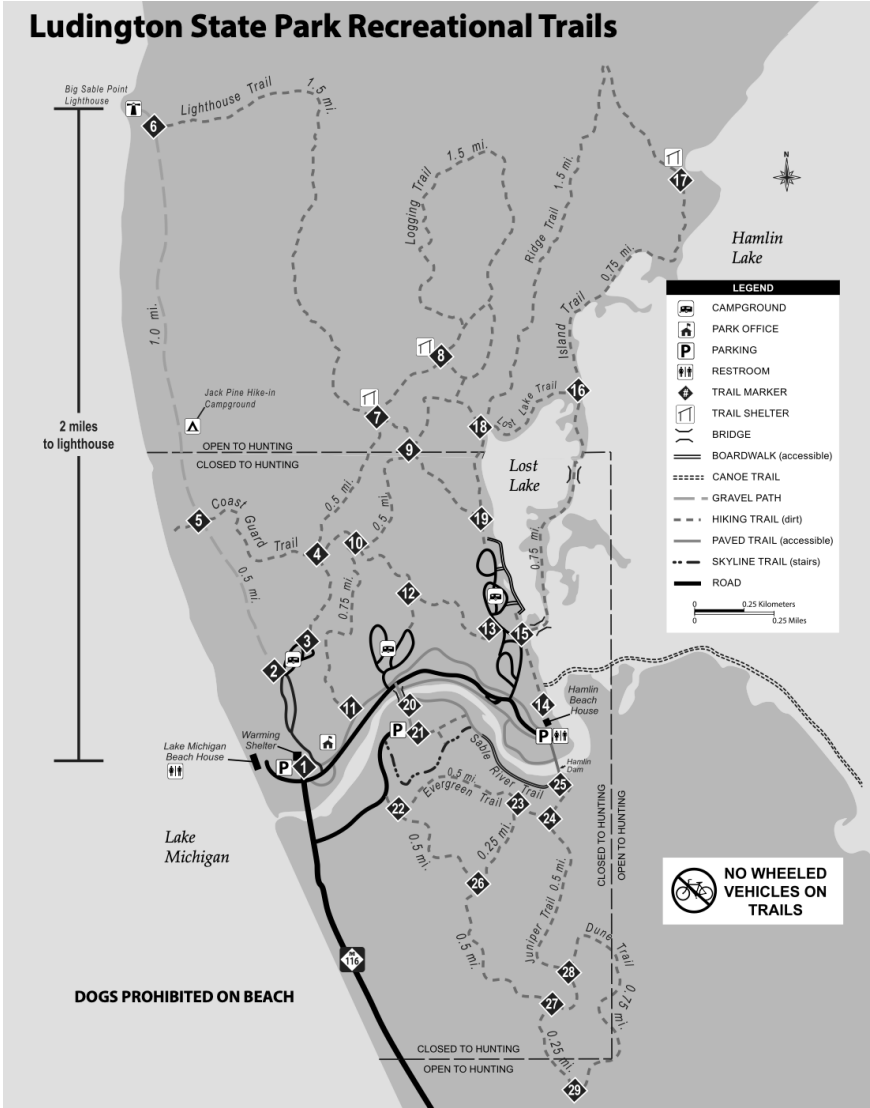 Ludington State Park Recreational Trails
Big Sable Point
Lighthouse
Lighthouse Trail
1.5 mi.
6
Logging Trail
1.5 mi.
Ridge Trail
1.5 mi.
17
N
Hamlin
Lake
Island Trail
0.75 mi.
1.0 mi.
8
Jack Pine Hike-in
Campground
7
16
Lost Lake Trail
18
2 miles
to lighthouse
OPEN TO HUNTING
CLOSED TO HUNTING
9
Lost
Lake
LEGEND
CAMPGROUND
PARK OFFICE
P
PARKING
RESTROOM
#
TRAIL MARKER
TRAIL SHELTER
BRIDGE
BOARDWALK (accessible)
CANOE TRAIL
GRAVEL PATH
HIKING TRAIL (dirt)
PAVED TRAIL (accessible)
SKYLINE TRAIL (stairs)
ROAD
0 0.25 Kilometers
0 0.25 Miles
0.5 mi.
0.5 mi.
5
Coast Guard Trail
4
10
19
0.75 mi.
0.5 mi.
0.75 mi.
12
3
2
13
15
11
20
14
Hamlin
Beach
House
Warming
Shelter
Lake Michigan
Beach House
P
1
P
21
P
Sable River Trail
Hamlin
Dam
0.5 mi.
Evergreen Trail
25
22
23
24
Lake
Michigan
0.5 mi.
0.25 mi.
26
Juniper Trail 0.5 mi.
CLOSED TO HUNTING
OPEN TO HUNTING
NO WHEELED
VEHICLES ON
TRAILS
0.5 mi.
Dune Trail
0.75 mi.
28
27
116
DOGS PROHIBITED ON BEACH
0.25 mi.
CLOSED TO HUNTING
OPEN TO HUNTING
29